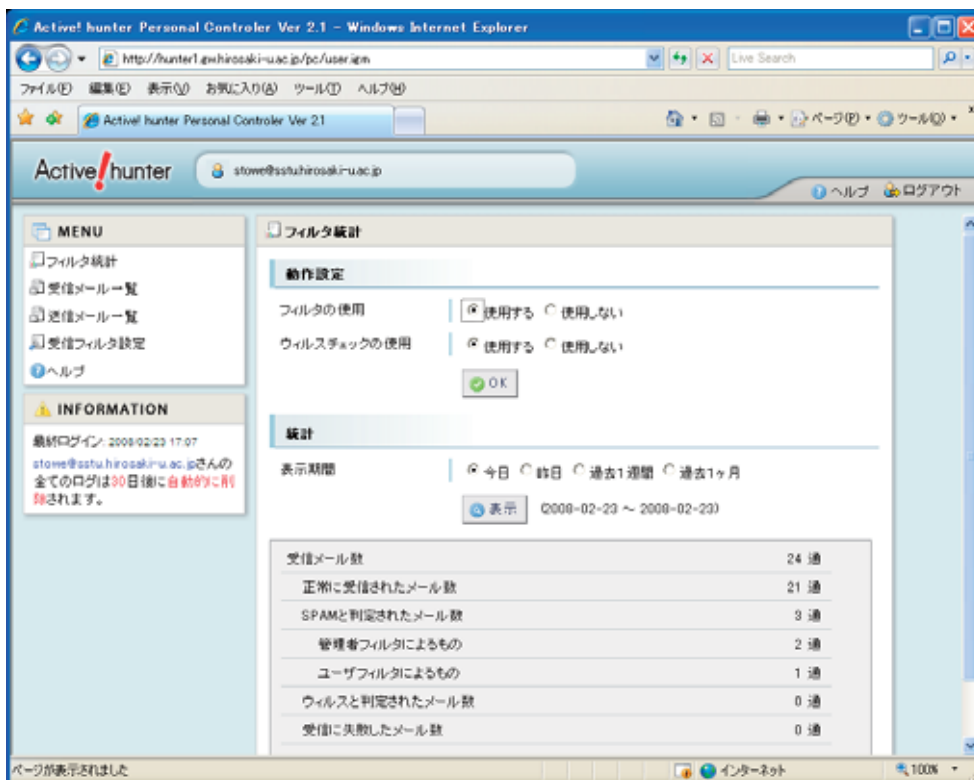 Active! hunter Personal Controler Ver 2.1 - Windows Internet Explorer
http://hunter1.gw.hirosaki-u.ac.jp/pc/user.igm
Live Search
ファイル(F) 編集(E) 表示(V) お気に入り(A) ツール(T) ヘルプ(H)
Active! hunter Personal Controler Ver 2.1
ページ(P) ツール(O)
Active! hunter
stowe@sstu.hirosaki-u.ac.jp
ヘルプ ログアウト
MENU
フィルタ統計
受信メール一覧
送信メール一覧
受信フィルタ設定
ヘルプ
INFORMATION
最終ログイン: 2008/02/23 17:07
stowe@sstu.hirosaki-u.ac.jpさんの
全てのログは30日後に自動的に削
除されます。
フィルタ統計
動作設定
フィルタの使用 使用する 使用しない
ウィルスチェックの使用 使用する 使用しない
OK
統計
表示期間 今日 昨日 過去1週間 過去1ヶ月
表示 (2008-02-23 ～ 2008-02-23)
受信メール数 24 通
正常に受信されたメール数 21 通
SPAMと判定されたメール数 3 通
管理者フィルタによるもの 2 通
ユーザフィルタによるもの 1 通
ウィルスと判定されたメール数 0 通
受信に失敗したメール数 0 通
ページが表示されました
インターネット
100%